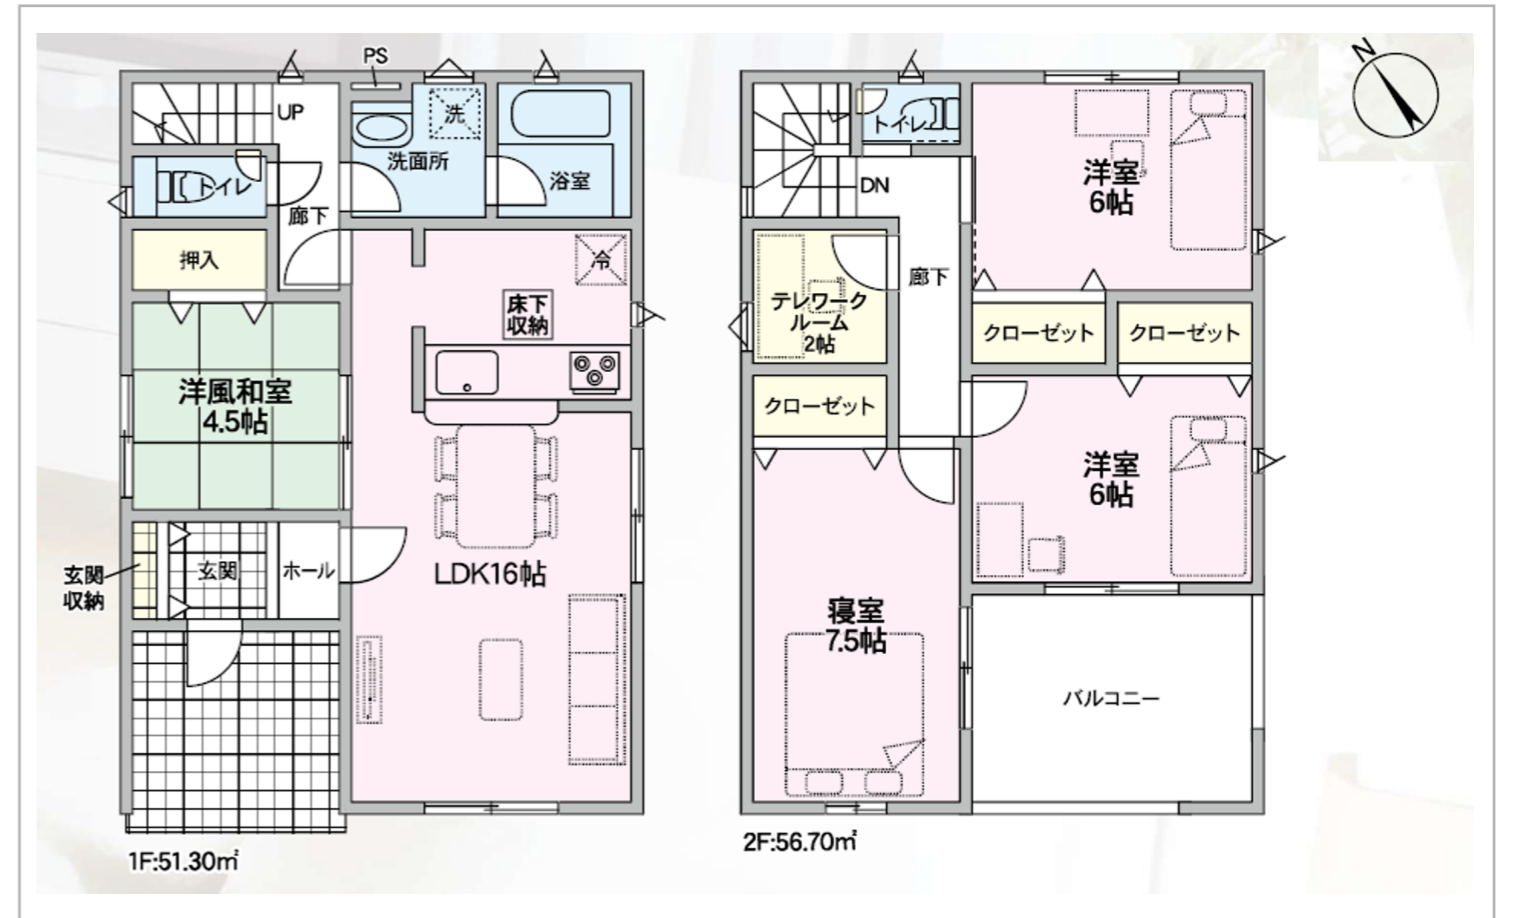 PS
UP
洗
洗面所
浴室
トイレ
廊下
押入
冷
床下
収納
洋風和室
4.5帖
玄関
収納
玄関
ホール
LDK16帖
1F:51.30㎡
N
トイレ
DN
洋室
6帖
廊下
テレワーク
ルーム
2帖
クローゼット
クローゼット
クローゼット
洋室
6帖
寝室
7.5帖
バルコニー
2F:56.70㎡